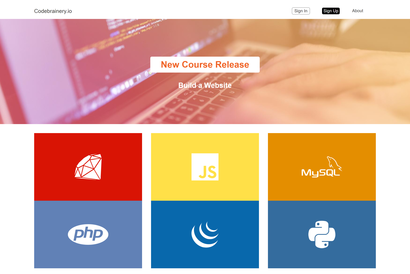 Codebrainery.io
Sign In
Sign Up
About
New Course Release
Build a Website
JS
MySQL
php